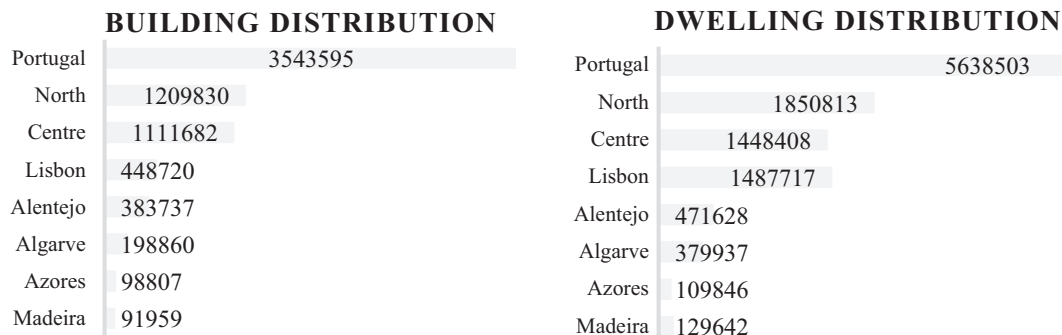 BUILDING DISTRIBUTION
Portugal 3543595
North 1209830
Centre 1111682
Lisbon 448720
Alentejo 383737
Algarve 198860
Azores 98807
Madeira 91959
DWELLING DISTRIBUTION
Portugal 5638503
North 1850813
Centre 1448408
Lisbon 1487717
Alentejo 471628
Algarve 379937
Azores 109846
Madeira 129642